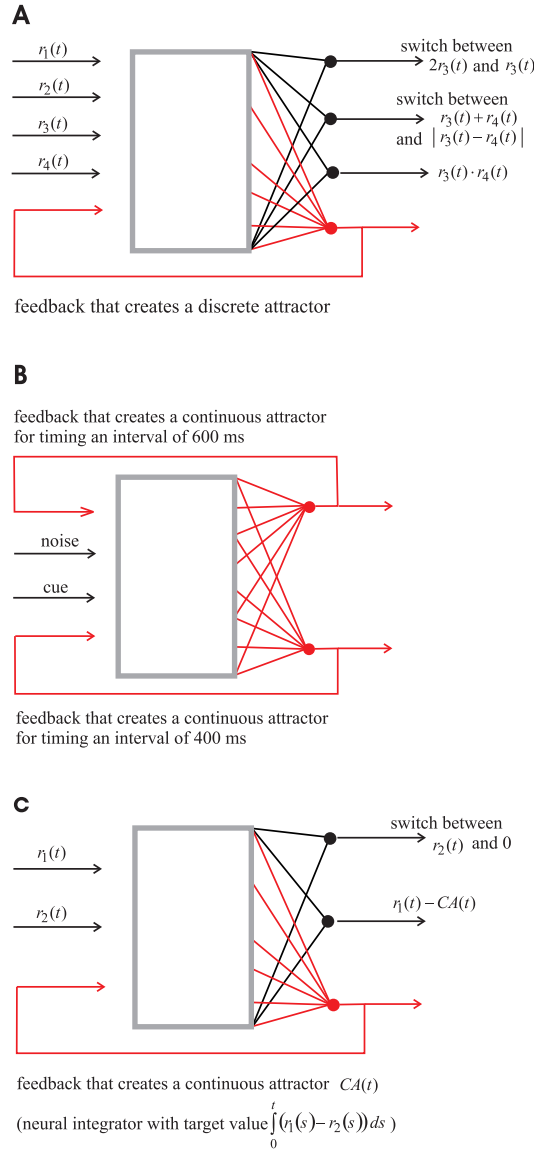 A
r₁(t)
r₂(t)
r₃(t)
r₄(t)
switch between
2r₃(t) and r₃(t)
switch between
r₃(t)+r₄(t)
and |r₃(t)−r₄(t)|
r₃(t)·r₄(t)
feedback that creates a discrete attractor
B
feedback that creates a continuous attractor
for timing an interval of 600 ms
noise
cue
feedback that creates a continuous attractor
for timing an interval of 400 ms
C
r₁(t)
r₂(t)
switch between
r₂(t) and 0
r₁(t)−CA(t)
feedback that creates a continuous attractor CA(t)
(neural integrator with target value ∫₀ᵗ(r₁(s)−r₂(s))ds )